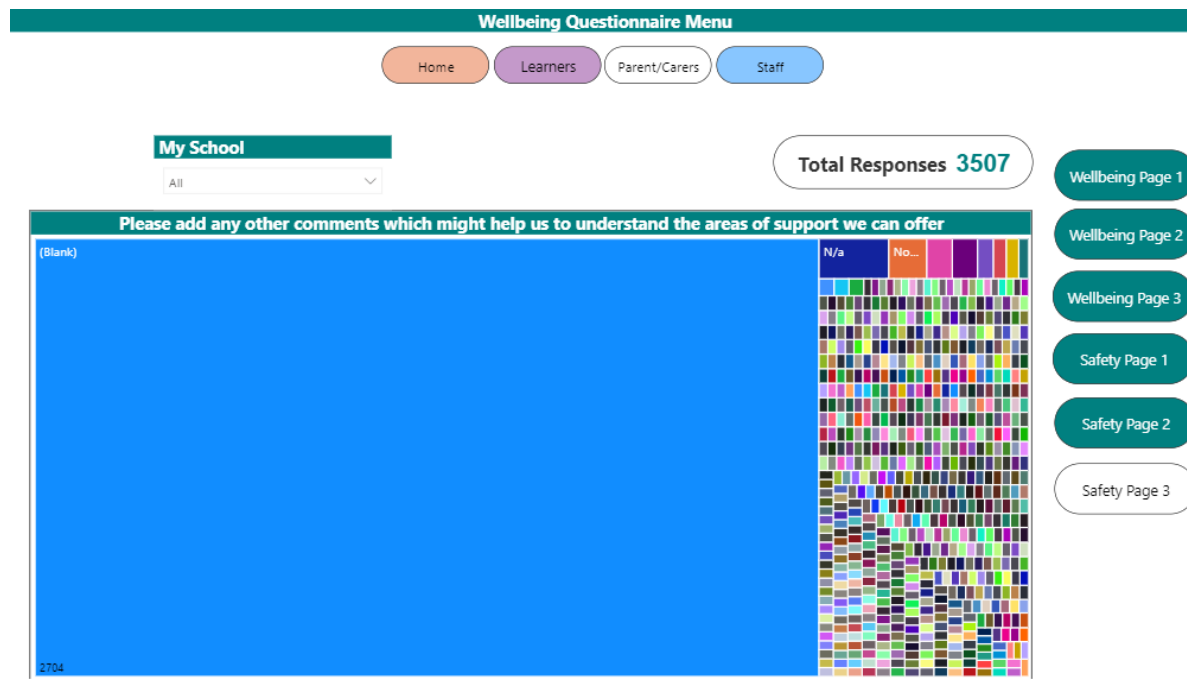 Wellbeing Questionnaire Menu
Home
Learners
Parent/Carers
Staff
My School
All
Total Responses 3507
Wellbeing Page 1
Wellbeing Page 2
Wellbeing Page 3
Safety Page 1
Safety Page 2
Safety Page 3
Please add any other comments which might help us to understand the areas of support we can offer
(Blank)
N/a
No...
2704